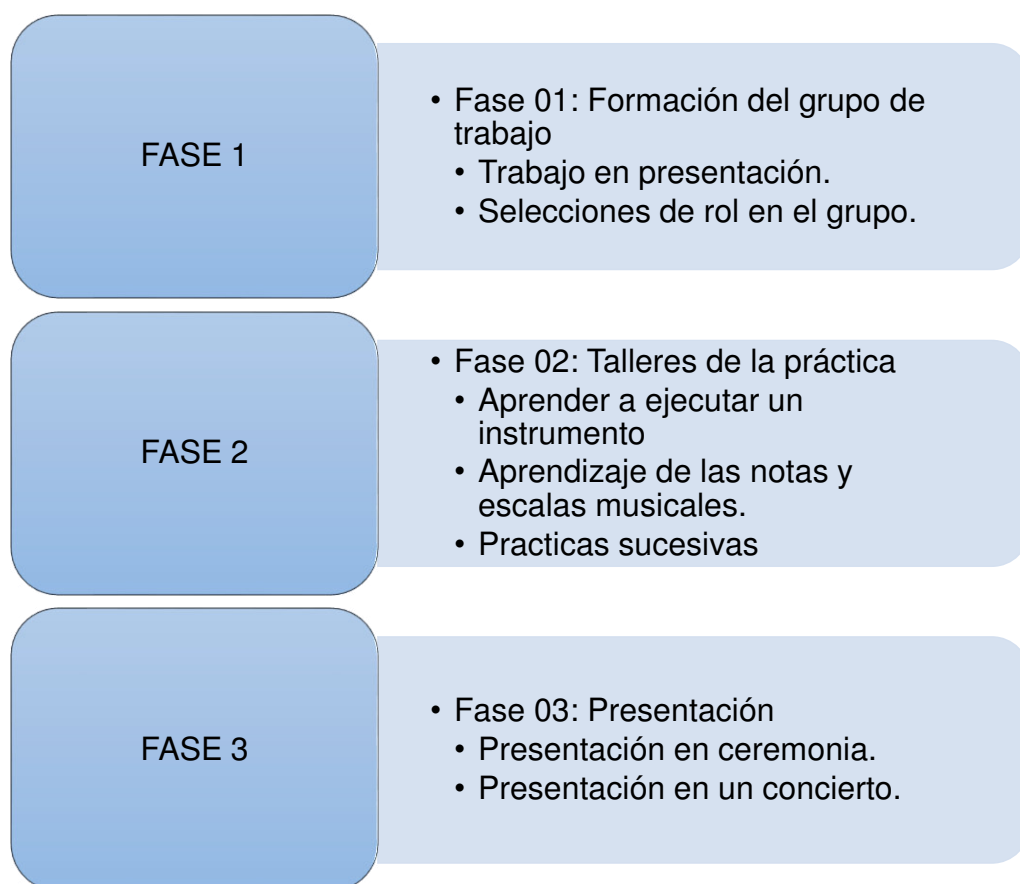 FASE 1
• Fase 01: Formación del grupo de
trabajo
• Trabajo en presentación.
• Selecciones de rol en el grupo.
FASE 2
• Fase 02: Talleres de la práctica
• Aprender a ejecutar un
instrumento
• Aprendizaje de las notas y
escalas musicales.
• Practicas sucesivas
FASE 3
• Fase 03: Presentación
• Presentación en ceremonia.
• Presentación en un concierto.